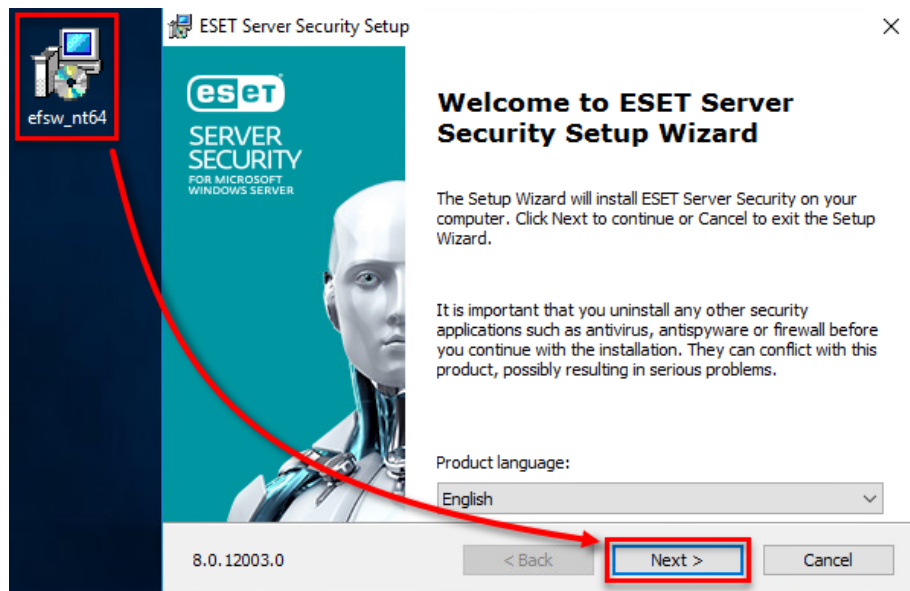 efsw_nt64
ESET Server Security Setup
eseT
SERVER
SECURITY
FOR MICROSOFT
WINDOWS SERVER
Welcome to ESET Server
Security Setup Wizard
The Setup Wizard will install ESET Server Security on your
computer. Click Next to continue or Cancel to exit the Setup
Wizard.
It is important that you uninstall any other security
applications such as antivirus, antispyware or firewall before
you continue with the installation. They can conflict with this
product, possibly resulting in serious problems.
Product language:
English
8.0.12003.0
< Back
Next >
Cancel